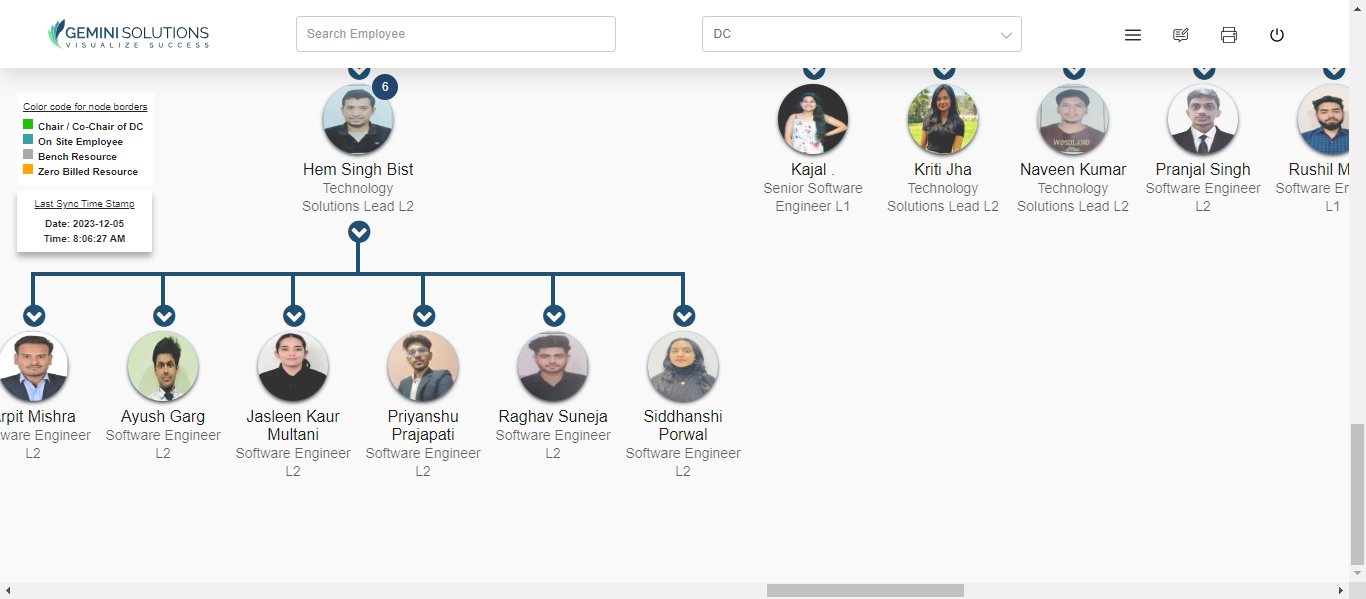 GEMINI SOLUTIONS
VISUALIZE SUCCESS
Search Employee
DC
Color code for node borders
Chair / Co-Chair of DC
On Site Employee
Bench Resource
Zero Billed Resource
Last Sync Time Stamp
Date: 2023-12-05
Time: 8:06:27 AM
6
Hem Singh Bist
Technology
Solutions Lead L2
Kajal .
Senior Software
Engineer L1
Kriti Jha
Technology
Solutions Lead L2
Naveen Kumar
Technology
Solutions Lead L2
Pranjal Singh
Software Engineer
L2
Rushil M
Software En
L1
rpit Mishra
ware Engineer
L2
Ayush Garg
Software Engineer
L2
Jasleen Kaur
Multani
Software Engineer
L2
Priyanshu
Prajapati
Software Engineer
L2
Raghav Suneja
Software Engineer
L2
Siddhanshi
Porwal
Software Engineer
L2